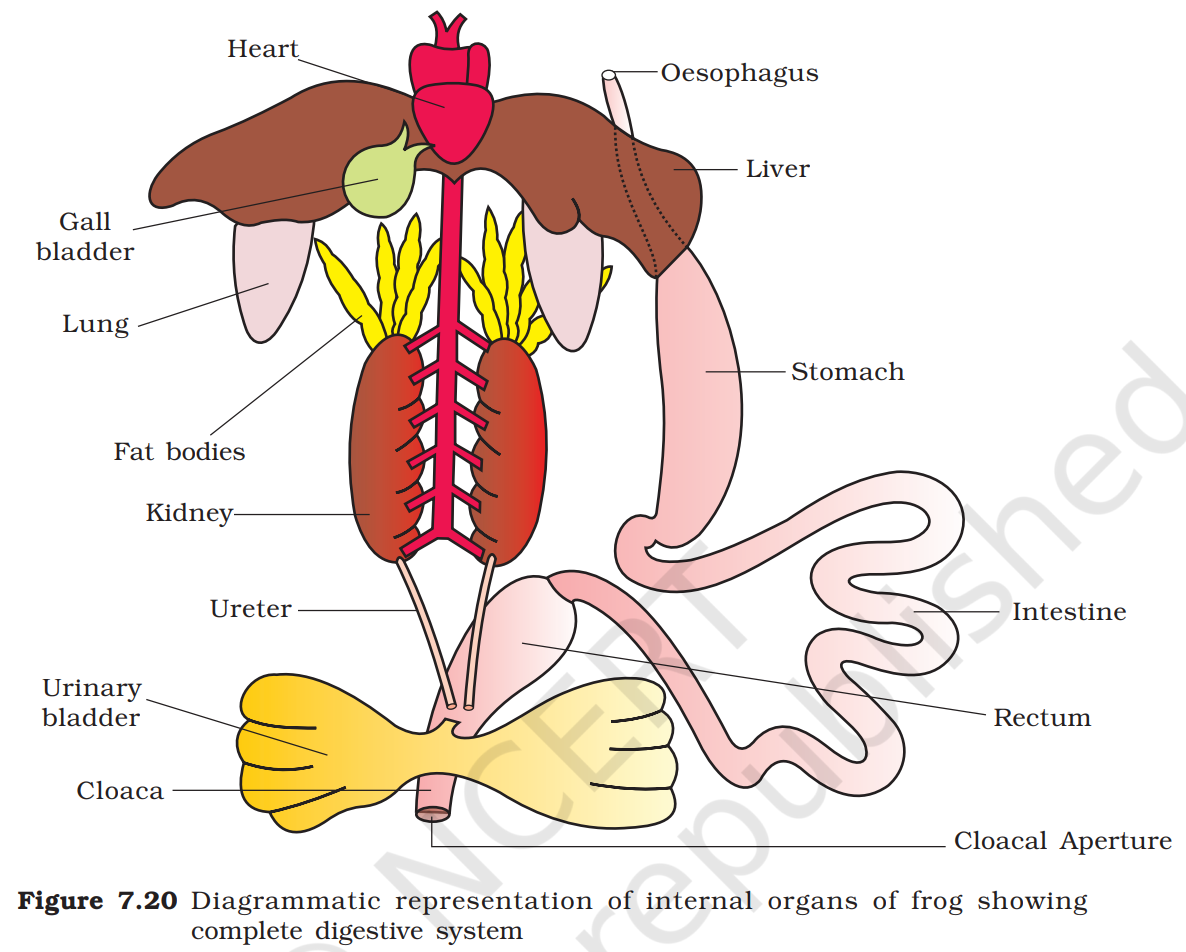 Heart
Oesophagus
Liver
Gall
bladder
Lung
Stomach
Fat bodies
Kidney
Ureter
Intestine
Urinary
bladder
Rectum
Cloaca
Cloacal Aperture
Figure 7.20 Diagrammatic representation of internal organs of frog showing
complete digestive system
NCERT
republished